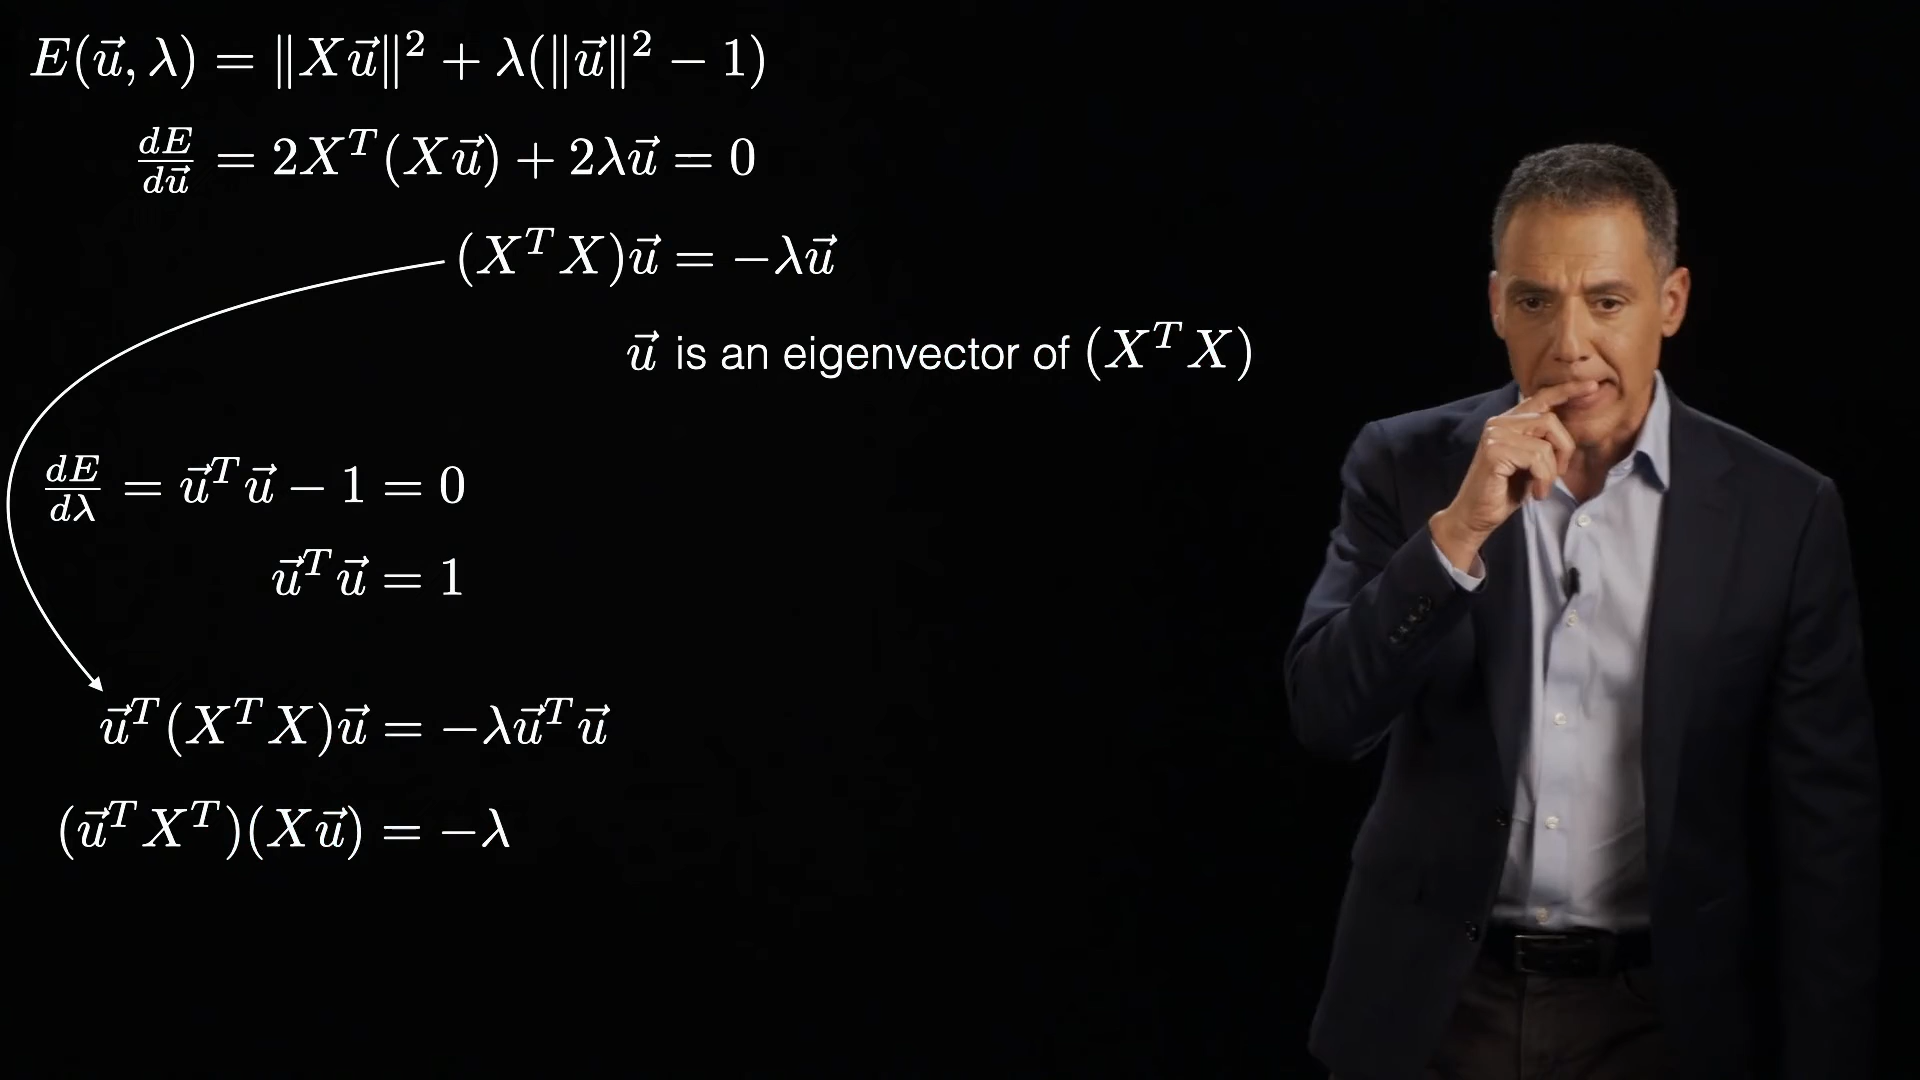 E(u⃗, λ) = ‖Xu⃗‖² + λ(‖u⃗‖² − 1)
dE/du⃗ = 2Xᵀ(Xu⃗) + 2λu⃗ = 0
(XᵀX)u⃗ = −λu⃗
u⃗ is an eigenvector of (XᵀX)
dE/dλ = u⃗ᵀu⃗ − 1 = 0
u⃗ᵀu⃗ = 1
u⃗ᵀ(XᵀX)u⃗ = −λu⃗ᵀu⃗
(u⃗ᵀXᵀ)(Xu⃗) = −λ